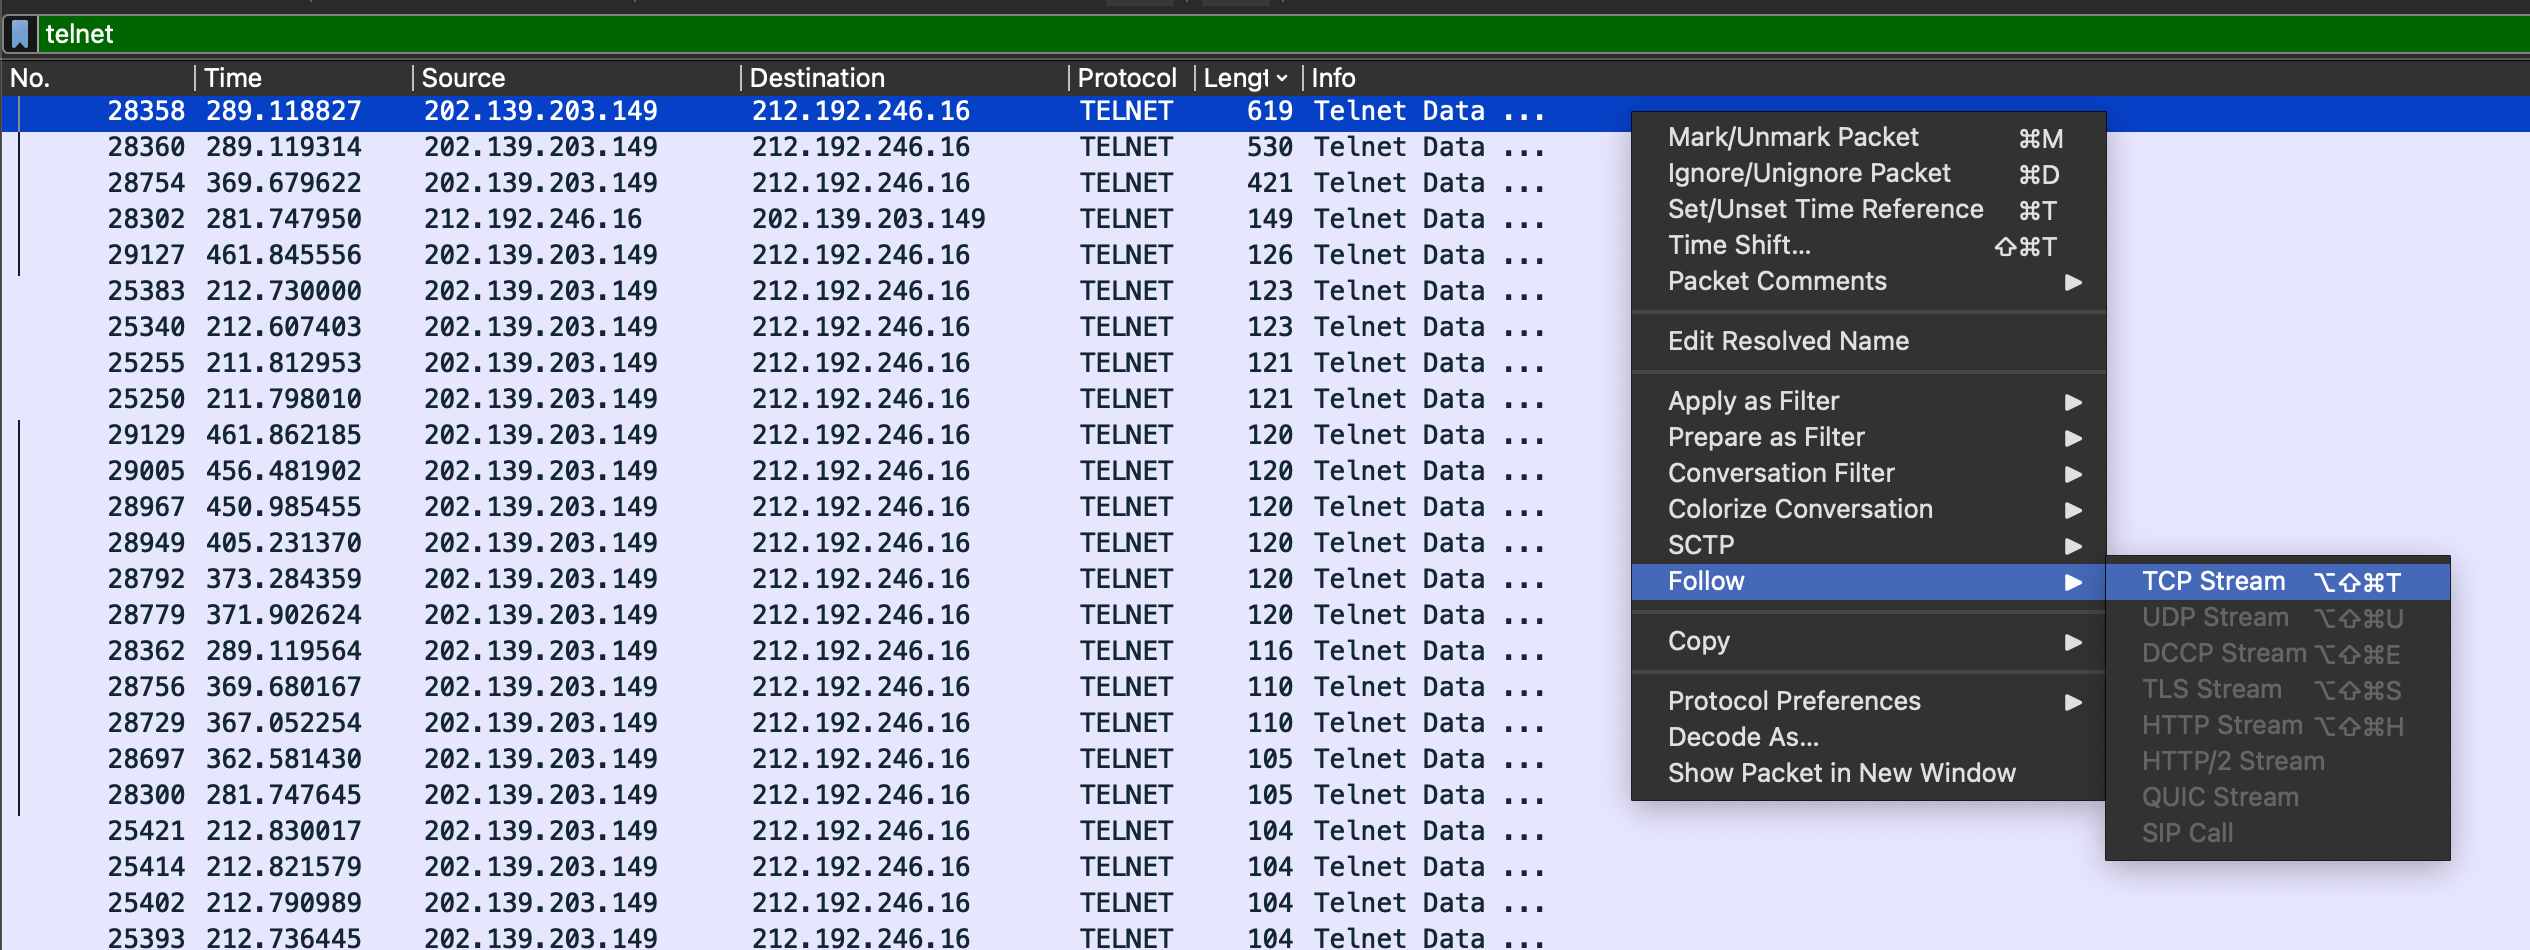 telnet
No. Time Source Destination Protocol Lengt Info
28358 289.118827 202.139.203.149 212.192.246.16 TELNET 619 Telnet Data ...
28360 289.119314 202.139.203.149 212.192.246.16 TELNET 530 Telnet Data ...
28754 369.679622 202.139.203.149 212.192.246.16 TELNET 421 Telnet Data ...
28302 281.747950 212.192.246.16 202.139.203.149 TELNET 149 Telnet Data ...
29127 461.845556 202.139.203.149 212.192.246.16 TELNET 126 Telnet Data ...
25383 212.730000 202.139.203.149 212.192.246.16 TELNET 123 Telnet Data ...
25340 212.607403 202.139.203.149 212.192.246.16 TELNET 123 Telnet Data ...
25255 211.812953 202.139.203.149 212.192.246.16 TELNET 121 Telnet Data ...
25250 211.798010 202.139.203.149 212.192.246.16 TELNET 121 Telnet Data ...
29129 461.862185 202.139.203.149 212.192.246.16 TELNET 120 Telnet Data ...
29005 456.481902 202.139.203.149 212.192.246.16 TELNET 120 Telnet Data ...
28967 450.985455 202.139.203.149 212.192.246.16 TELNET 120 Telnet Data ...
28949 405.231370 202.139.203.149 212.192.246.16 TELNET 120 Telnet Data ...
28792 373.284359 202.139.203.149 212.192.246.16 TELNET 120 Telnet Data ...
28779 371.902624 202.139.203.149 212.192.246.16 TELNET 120 Telnet Data ...
28362 289.119564 202.139.203.149 212.192.246.16 TELNET 116 Telnet Data ...
28756 369.680167 202.139.203.149 212.192.246.16 TELNET 110 Telnet Data ...
28729 367.052254 202.139.203.149 212.192.246.16 TELNET 110 Telnet Data ...
28697 362.581430 202.139.203.149 212.192.246.16 TELNET 105 Telnet Data ...
28300 281.747645 202.139.203.149 212.192.246.16 TELNET 105 Telnet Data ...
25421 212.830017 202.139.203.149 212.192.246.16 TELNET 104 Telnet Data ...
25414 212.821579 202.139.203.149 212.192.246.16 TELNET 104 Telnet Data ...
25402 212.790989 202.139.203.149 212.192.246.16 TELNET 104 Telnet Data ...
25393 212.736445 202.139.203.149 212.192.246.16 TELNET 104 Telnet Data ...
Mark/Unmark Packet ⌘M
Ignore/Unignore Packet ⌘D
Set/Unset Time Reference ⌘T
Time Shift... ⇧⌘T
Packet Comments
Edit Resolved Name
Apply as Filter
Prepare as Filter
Conversation Filter
Colorize Conversation
SCTP
Follow
Copy
Protocol Preferences
Decode As...
Show Packet in New Window
TCP Stream ⌥⇧⌘T
UDP Stream ⌥⇧⌘U
DCCP Stream ⌥⇧⌘E
TLS Stream ⌥⇧⌘S
HTTP Stream ⌥⇧⌘H
HTTP/2 Stream
QUIC Stream
SIP Call